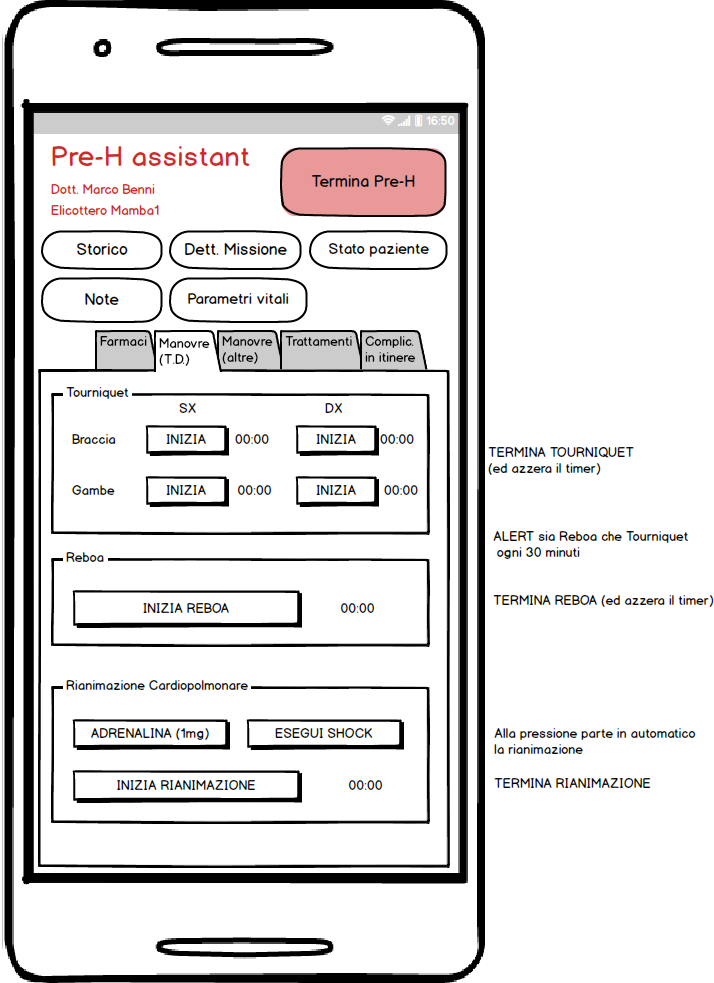 16:50
Pre-H assistant
Dott. Marco Benni
Elicottero Mamba1
Termina Pre-H
Storico
Dett. Missione
Stato paziente
Note
Parametri vitali
Farmaci
Manovre
(T.D.)
Manovre
(altre)
Trattamenti
Complic.
in itinere
Tourniquet
SX DX
Braccia INIZIA 00:00 INIZIA 00:00
Gambe INIZIA 00:00 INIZIA 00:00
Reboa
INIZIA REBOA 00:00
Rianimazione Cardiopolmonare
ADRENALINA (1mg) ESEGUI SHOCK
INIZIA RIANIMAZIONE 00:00
TERMINA TOURNIQUET
(ed azzera il timer)
ALERT sia Reboa che Tourniquet
ogni 30 minuti
TERMINA REBOA (ed azzera il timer)
Alla pressione parte in automatico
la rianimazione
TERMINA RIANIMAZIONE